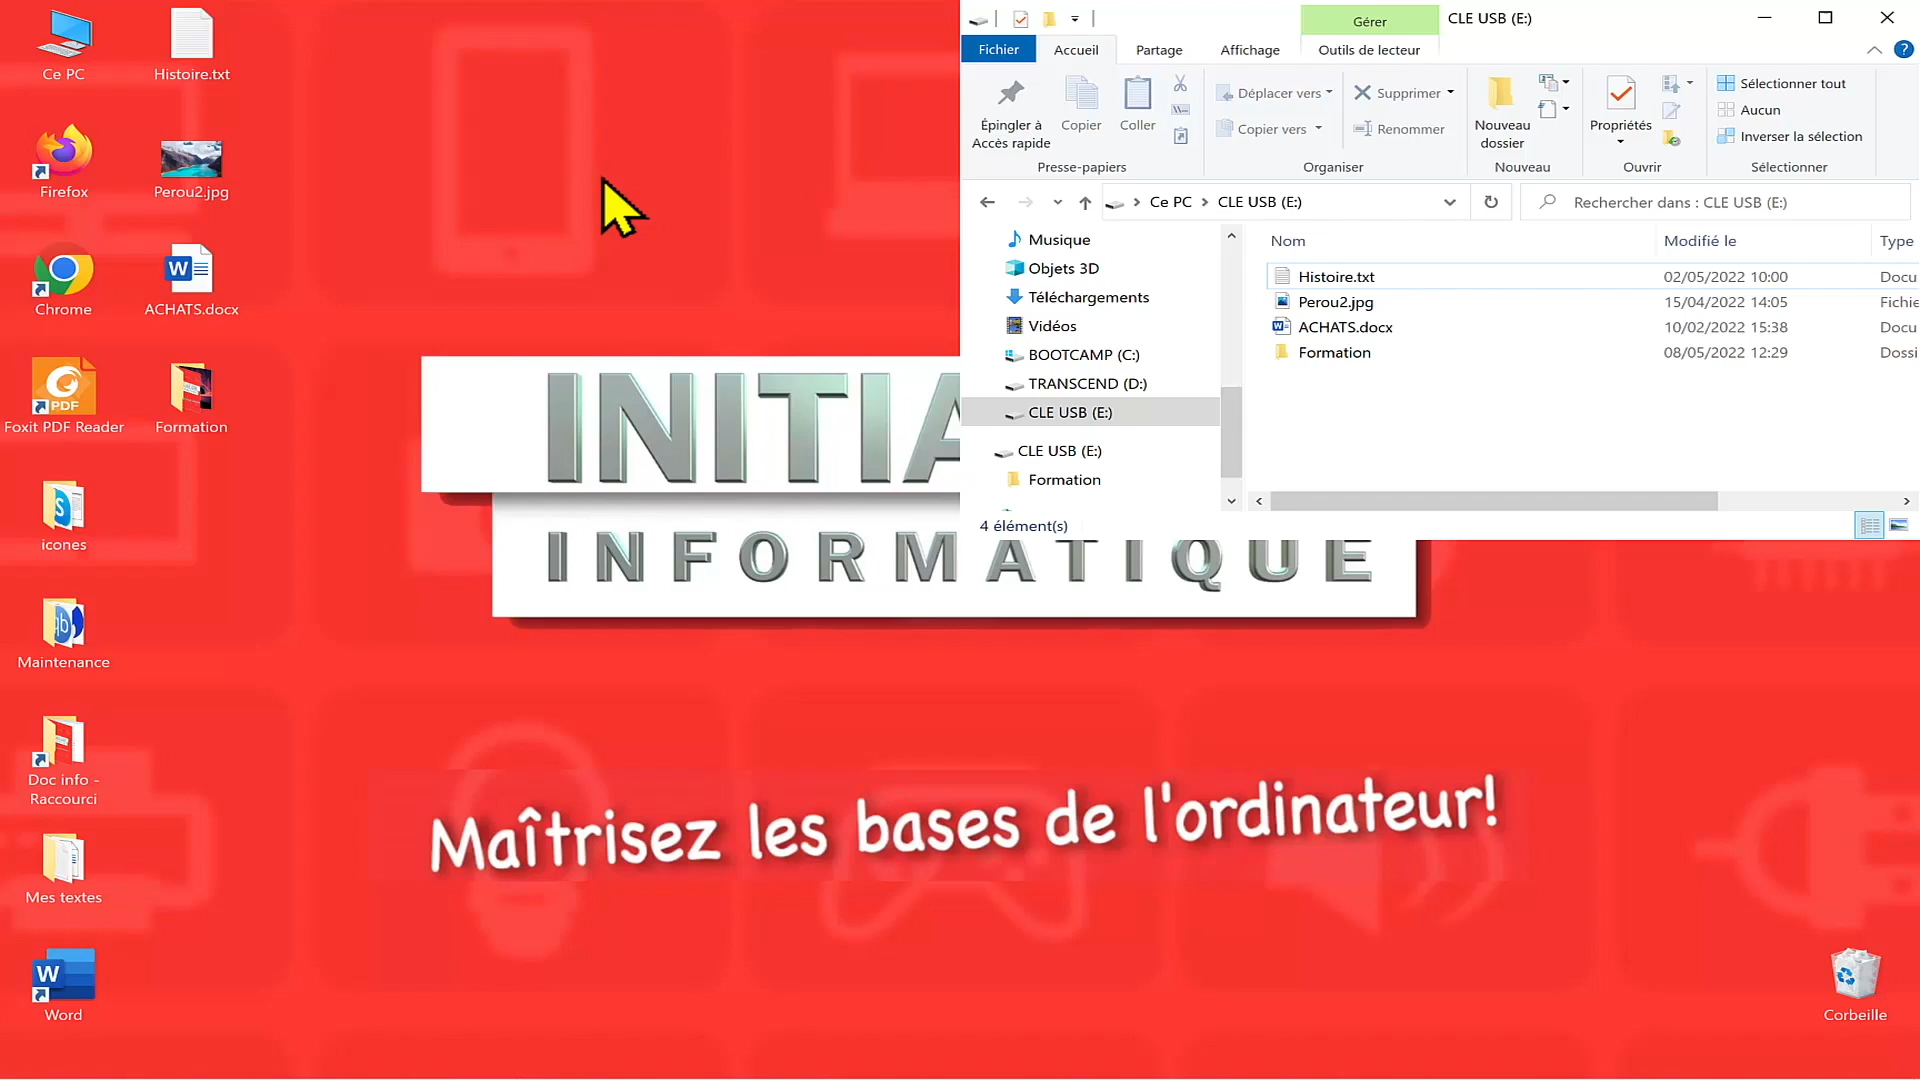 Ce PC
Histoire.txt
Firefox
Perou2.jpg
Chrome
W
ACHATS.docx
PDF
Foxit PDF Reader
Formation
S
icones
Maintenance
Doc info -
Raccourci
Mes textes
W
Word
INITIA
INFORMATIQUE
Maîtrisez les bases de l'ordinateur!
Corbeille
Gérer
CLE USB (E:)
Fichier
Accueil
Partage
Affichage
Outils de lecteur
?
Épingler à
Accès rapide
Copier
Coller
Déplacer vers
Copier vers
Supprimer
Renommer
Nouveau
dossier
Propriétés
Sélectionner tout
Aucun
Inverser la sélection
Presse-papiers
Organiser
Nouveau
Ouvrir
Sélectionner
Ce PC > CLE USB (E:)
Rechercher dans : CLE USB (E:)
Musique
Objets 3D
Téléchargements
Vidéos
BOOTCAMP (C:)
TRANSCEND (D:)
CLE USB (E:)
CLE USB (E:)
Formation
Nom Modifié le Type
Histoire.txt 02/05/2022 10:00 Docu
Perou2.jpg 15/04/2022 14:05 Fichie
ACHATS.docx 10/02/2022 15:38 Docu
Formation 08/05/2022 12:29 Dossi
4 élément(s)